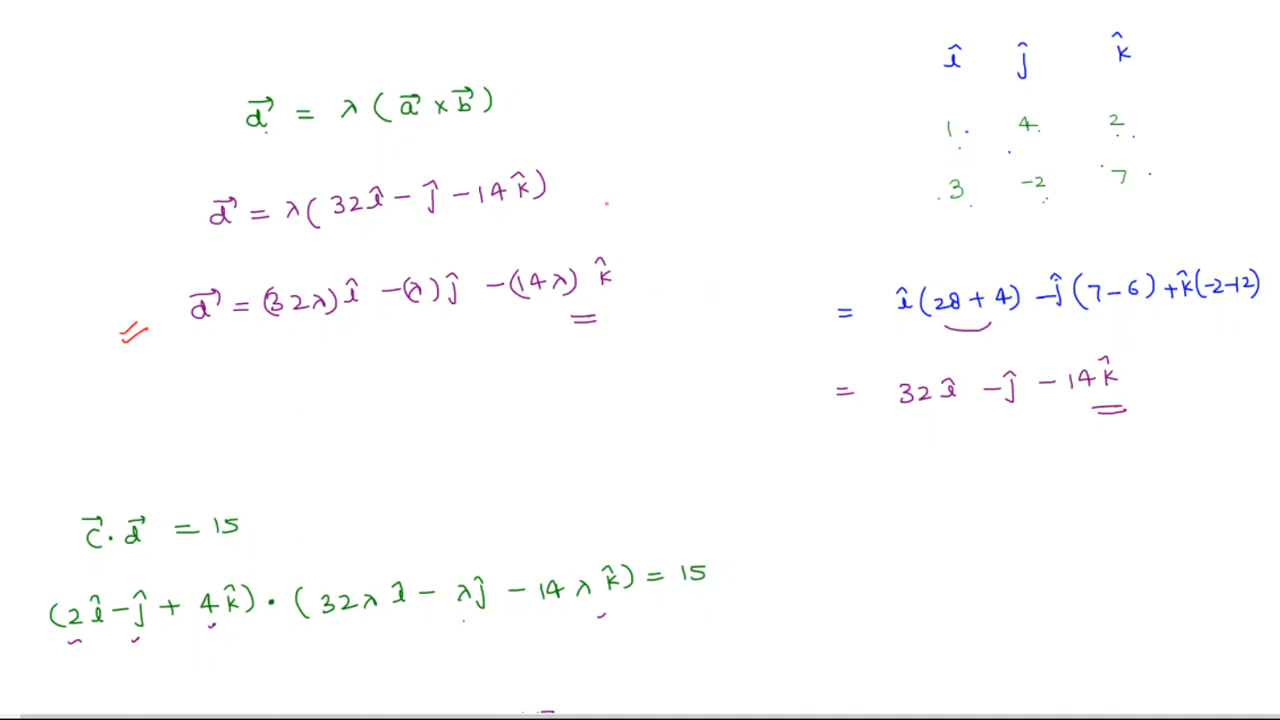 d⃗ = λ ( a⃗ × b⃗ )
d⃗ = λ ( 32î − ĵ − 14k̂ )
d⃗ = (32λ) î − (λ) ĵ − (14λ) k̂
c⃗ . d⃗ = 15
(2î − ĵ + 4k̂) • ( 32λ î − λĵ − 14λ k̂ ) = 15
î ĵ k̂
1 4 2
3 −2 7
= î (28 + 4) − ĵ (7 − 6) + k̂ (−2 −12)
= 32î − ĵ − 14k̂